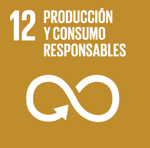 12 PRODUCCIÓN
Y CONSUMO
RESPONSABLES